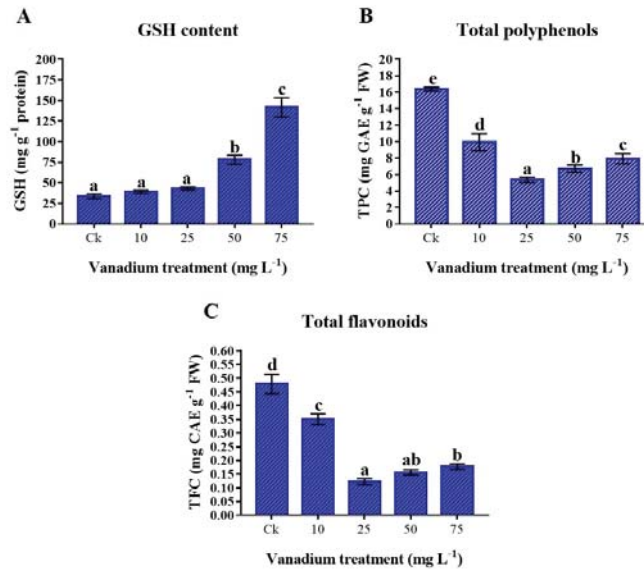 A
GSH content
GSH (mg g⁻¹ protein)
200
175
150
125
100
75
50
25
0
a
a
a
b
c
Ck
10
25
50
75
Vanadium treatment (mg L⁻¹)
B
Total polyphenols
TPC (mg GAE g⁻¹ FW)
20
18
16
14
12
10
8
6
4
2
0
e
d
a
b
c
Ck
10
25
50
75
Vanadium treatment (mg L⁻¹)
C
Total flavonoids
TFC (mg CAE g⁻¹ FW)
0.60
0.55
0.50
0.45
0.40
0.35
0.30
0.25
0.20
0.15
0.10
0.05
0.00
d
c
a
ab
b
Ck
10
25
50
75
Vanadium treatment (mg L⁻¹)